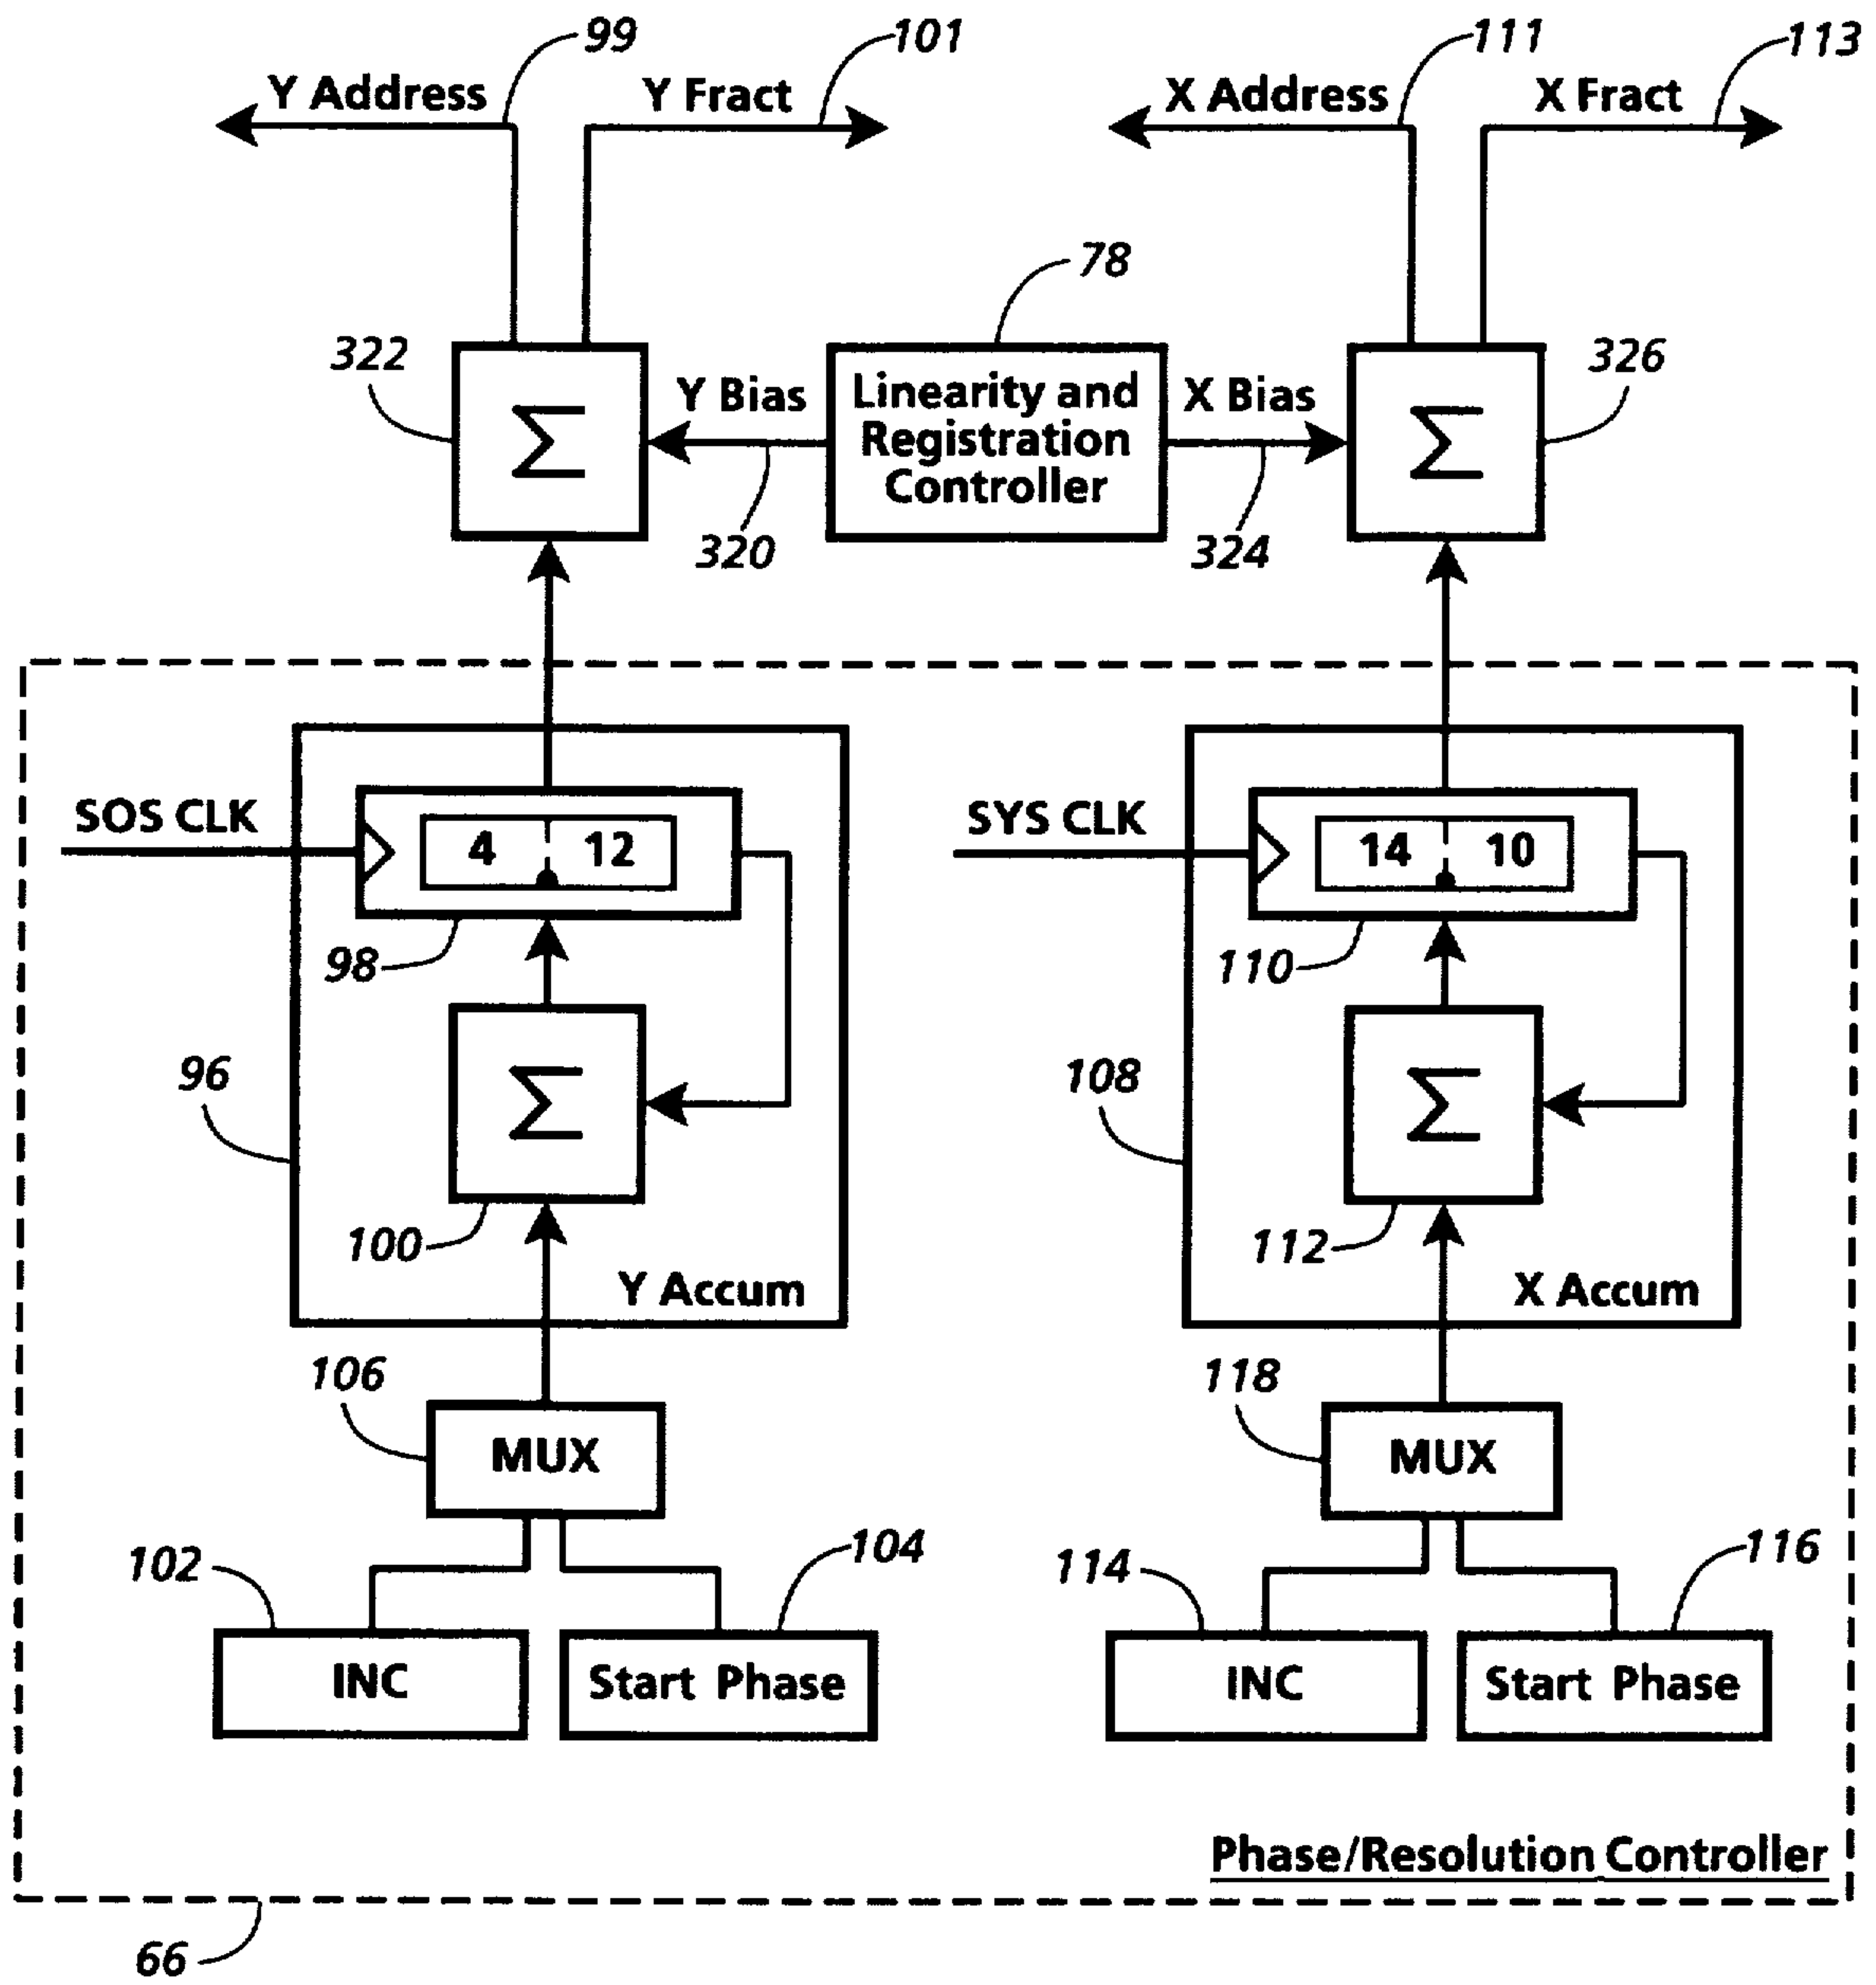 99
101
111
113
Y Address
Y Fract
X Address
X Fract
78
322
326
Y Bias
Linearity and
Registration
Controller
X Bias
Σ
Σ
320
324
SOS CLK
4
12
SYS CLK
14
10
98
110
96
Σ
108
Σ
100
112
Y Accum
X Accum
106
118
MUX
MUX
102
104
114
116
INC
Start Phase
INC
Start Phase
Phase/Resolution Controller
66